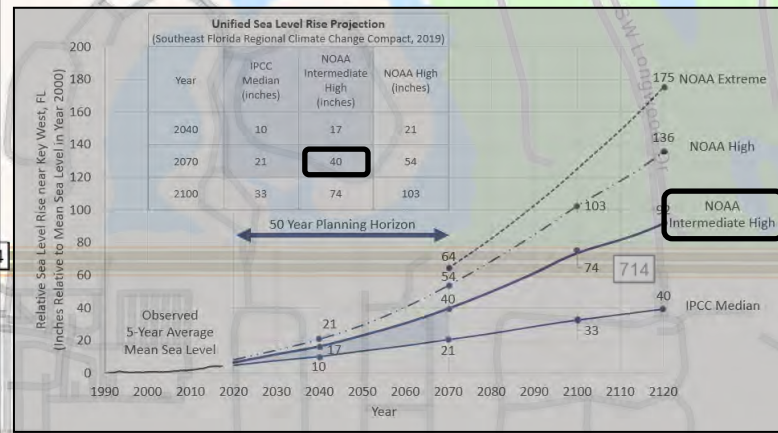 Unified Sea Level Rise Projection
(Southeast Florida Regional Climate Change Compact, 2019)
Year
IPCC Median (inches)
NOAA Intermediate High (inches)
NOAA High (inches)
2040 10 17 21
2070 21 40 54
2100 33 74 103
50 Year Planning Horizon
Relative Sea Level Rise near Key West, FL
(Inches Relative to Mean Sea Level in Year 2000)
200
180
160
140
120
100
80
60
40
20
0
Observed
5-Year Average
Mean Sea Level
21
17
10
64
54
40
21
103
74
33
175 NOAA Extreme
136
NOAA High
92
NOAA
Intermediate High
40
IPCC Median
714
SW Longwood Dr
1990 2000 2010 2020 2030 2040 2050 2060 2070 2080 2090 2100 2110 2120
Year